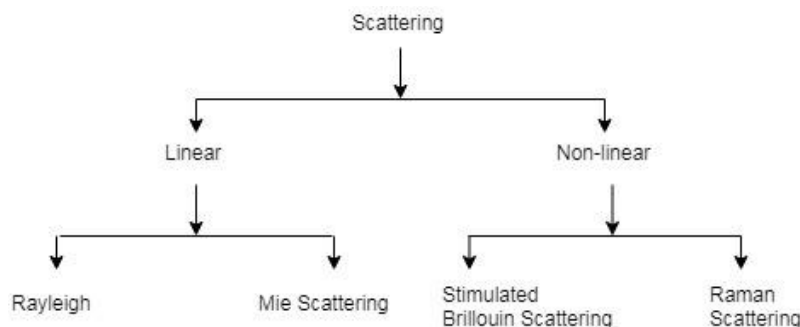 Scattering
Linear
Non-linear
Rayleigh
Mie Scattering
Stimulated
Brillouin Scattering
Raman
Scattering